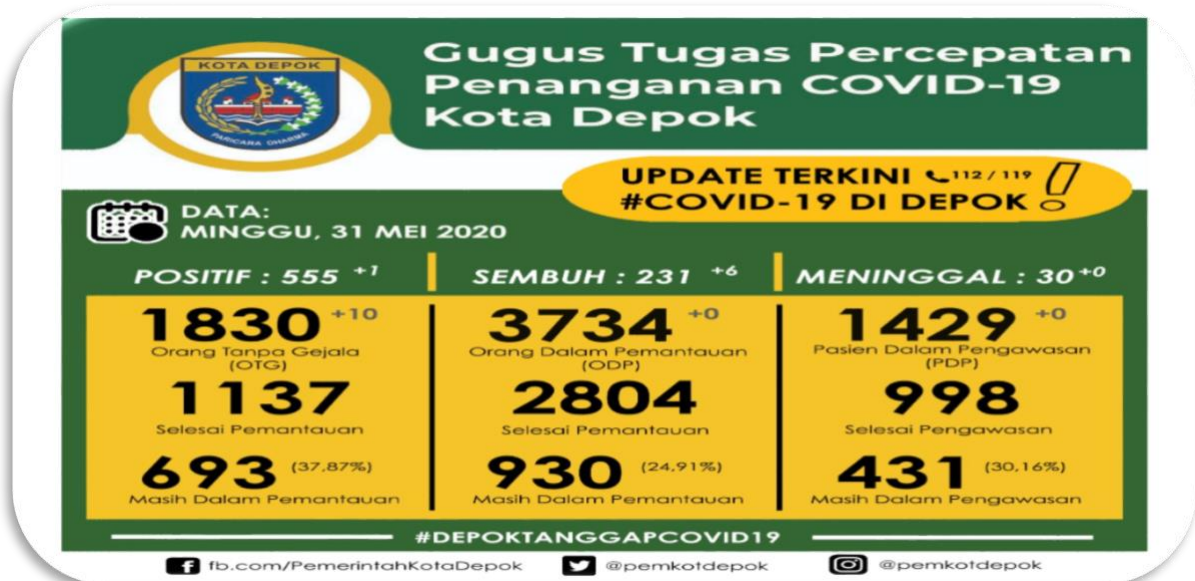 KOTA DEPOK
PARICARA DHARMA
Gugus Tugas Percepatan
Penanganan COVID-19
Kota Depok
UPDATE TERKINI 112/119
#COVID-19 DI DEPOK
DATA:
MINGGU, 31 MEI 2020
POSITIF : 555 +1
SEMBUH : 231 +6
MENINGGAL : 30 +0
1830 +10
Orang Tanpa Gejala
(OTG)
1137
Selesai Pemantauan
693 (37,87%)
Masih Dalam Pemantauan
3734 +0
Orang Dalam Pemantauan
(ODP)
2804
Selesai Pemantauan
930 (24,91%)
Masih Dalam Pemantauan
1429 +0
Pasien Dalam Pengawasan
(PDP)
998
Selesai Pengawasan
431 (30,16%)
Masih Dalam Pengawasan
#DEPOKTANGGAPCOVID19
fb.com/PemerintahKotaDepok
@pemkotdepok
@pemkotdepok